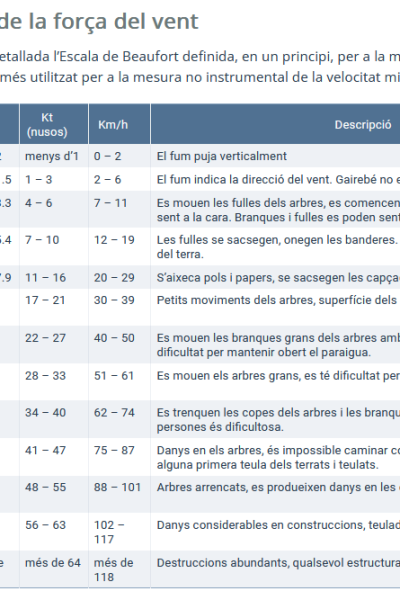 de la força del vent
etallada l'Escala de Beaufort definida, en un principi, per a la m
més utilitzat per a la mesura no instrumental de la velocitat mi
Kt (nusos) Km/h Descripció
2 menys d'1 0 – 2 El fum puja verticalment
.5 1 – 3 2 – 6 El fum indica la direcció del vent. Gairebé no e
3.3 4 – 6 7 – 11 Es mouen les fulles dels arbres, es comencen
sent a la cara. Branques i fulles es poden sent
5.4 7 – 10 12 – 19 Les fulles se sacsegen, onegen les banderes.
del terra.
7.9 11 – 16 20 – 29 S'aixeca pols i papers, se sacsegen les capça
17 – 21 30 – 39 Petits moviments dels arbres, superfície dels
22 – 27 40 – 50 Es mouen les branques grans dels arbres amb
dificultat per mantenir obert el paraigua.
28 – 33 51 – 61 Es mouen els arbres grans, es té dificultat per
34 – 40 62 – 74 Es trenquen les copes dels arbres i les branqu
persones és dificultosa.
41 – 47 75 – 87 Danys en els arbres, és impossible caminar co
alguna primera teula dels terrats i teulats.
48 – 55 88 – 101 Arbres arrencats, es produeixen danys en les
56 – 63 102 – 117 Danys considerables en construccions, teulad
e més de 64 més de 118 Destruccions abundants, qualsevol estructura